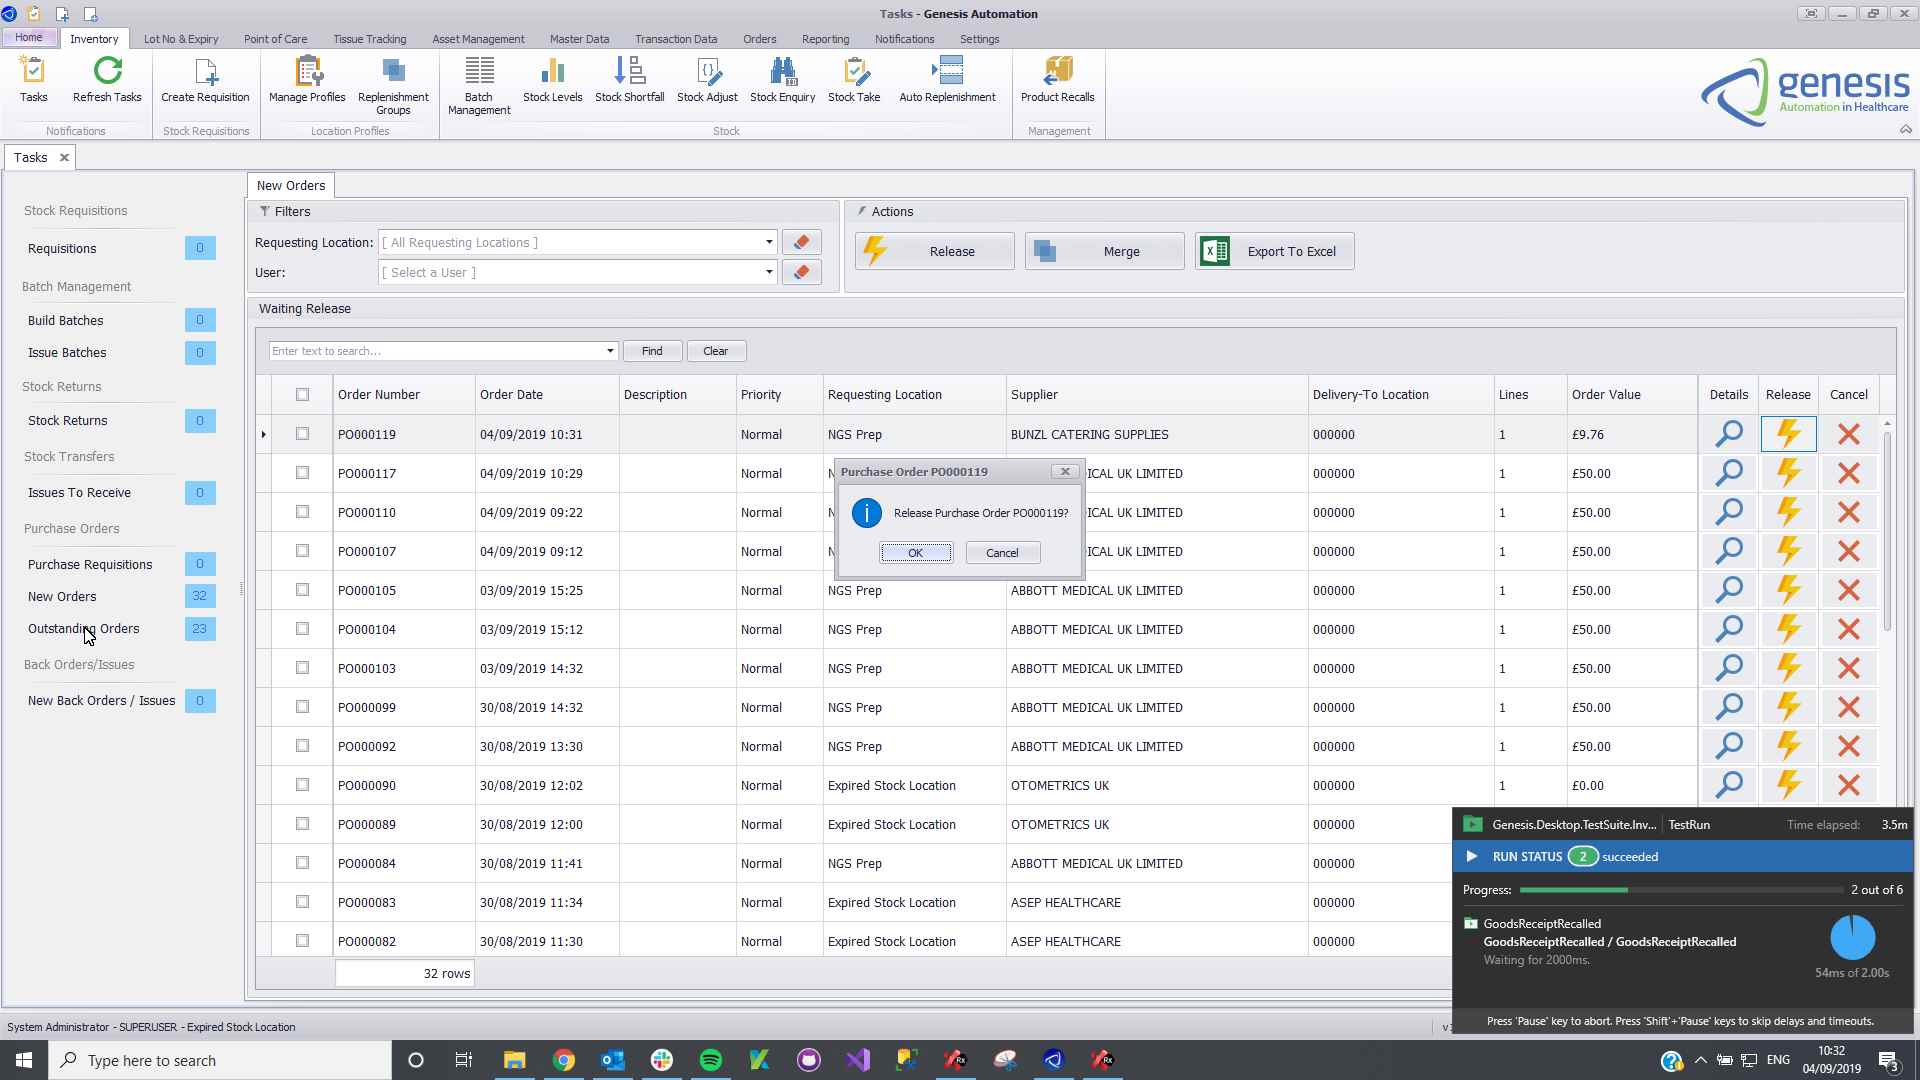 Tasks - Genesis Automation
Home Inventory Lot No & Expiry Point of Care Tissue Tracking Asset Management Master Data Transaction Data Orders Reporting Notifications Settings
Tasks Refresh Tasks Create Requisition Manage Profiles Replenishment Groups Batch Management Stock Levels Stock Shortfall Stock Adjust Stock Enquiry Stock Take Auto Replenishment Product Recalls
Notifications Stock Requisitions Location Profiles Stock Management
genesis
Automation in Healthcare
Tasks
Stock Requisitions
Requisitions 0
Batch Management
Build Batches 0
Issue Batches 0
Stock Returns
Stock Returns 0
Stock Transfers
Issues To Receive 0
Purchase Orders
Purchase Requisitions 0
New Orders 32
Outstanding Orders 23
Back Orders/Issues
New Back Orders / Issues 0
New Orders
Filters
Requesting Location: [ All Requesting Locations ]
User: [ Select a User ]
Actions
Release Merge Export To Excel
Waiting Release
Enter text to search... Find Clear
Order Number Order Date Description Priority Requesting Location Supplier Delivery-To Location Lines Order Value Details Release Cancel
PO000119 04/09/2019 10:31 Normal NGS Prep BUNZL CATERING SUPPLIES 000000 1 £9.76
PO000117 04/09/2019 10:29 Normal N ICAL UK LIMITED 000000 1 £50.00
PO000110 04/09/2019 09:22 Normal N ICAL UK LIMITED 000000 1 £50.00
PO000107 04/09/2019 09:12 Normal N ICAL UK LIMITED 000000 1 £50.00
PO000105 03/09/2019 15:25 Normal NGS Prep ABBOTT MEDICAL UK LIMITED 000000 1 £50.00
PO000104 03/09/2019 15:12 Normal NGS Prep ABBOTT MEDICAL UK LIMITED 000000 1 £50.00
PO000103 03/09/2019 14:32 Normal NGS Prep ABBOTT MEDICAL UK LIMITED 000000 1 £50.00
PO000099 30/08/2019 14:32 Normal NGS Prep ABBOTT MEDICAL UK LIMITED 000000 1 £50.00
PO000092 30/08/2019 13:30 Normal NGS Prep ABBOTT MEDICAL UK LIMITED 000000 1 £50.00
PO000090 30/08/2019 12:02 Normal Expired Stock Location OTOMETRICS UK 000000 1 £0.00
PO000089 30/08/2019 12:00 Normal Expired Stock Location OTOMETRICS UK 000000
PO000084 30/08/2019 11:41 Normal NGS Prep ABBOTT MEDICAL UK LIMITED 000000
PO000083 30/08/2019 11:34 Normal Expired Stock Location ASEP HEALTHCARE 000000
PO000082 30/08/2019 11:30 Normal Expired Stock Location ASEP HEALTHCARE 000000
32 rows
Purchase Order PO000119
Release Purchase Order PO000119?
OK Cancel
Genesis.Desktop.TestSuite.Inv... TestRun Time elapsed: 3.5m
RUN STATUS 2 succeeded
Progress: 2 out of 6
GoodsReceiptRecalled
GoodsReceiptRecalled / GoodsReceiptRecalled
Waiting for 2000ms.
54ms of 2.00s
Press 'Pause' key to abort. Press 'Shift'+'Pause' keys to skip delays and timeouts.
System Administrator - SUPERUSER - Expired Stock Location
Type here to search
ENG
10:32
04/09/2019
3